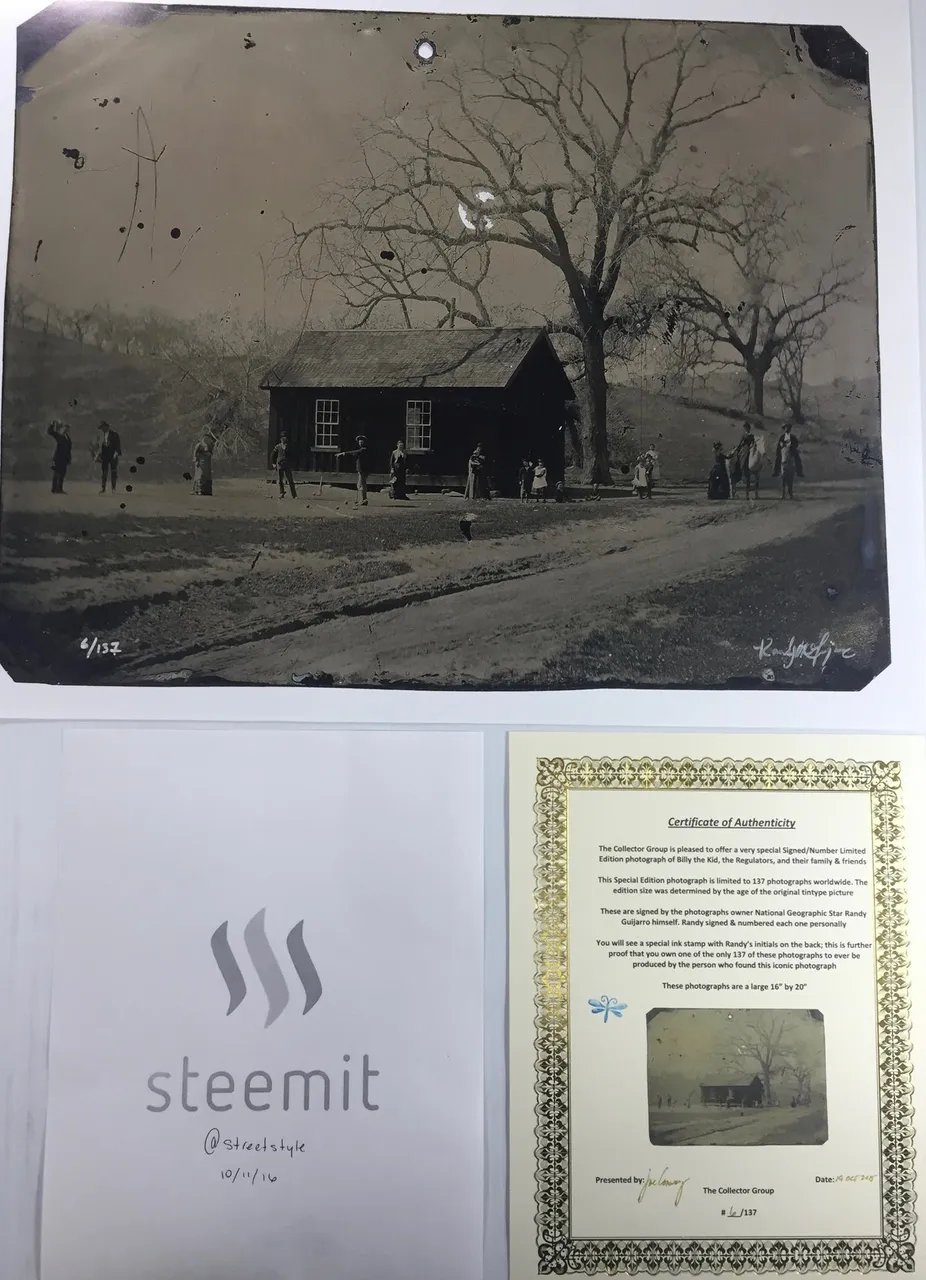 6/137
steemit
@streetstyle
10/11/16
Certificate of Authenticity
The Collector Group is pleased to offer a very special Signed/Number Limited
Edition photograph of Billy the Kid, the Regulators, and their family & friends
This Special Edition photograph is limited to 137 photographs worldwide. The
edition size was determined by the age of the original tintype picture
These are signed by the photographs owner National Geographic Star Randy
Guijarro himself. Randy signed & numbered each one personally
You will see a special ink stamp with Randy's initials on the back; this is further
proof that you own one of the only 137 of these photographs to ever be
produced by the person who found this iconic photograph
These photographs are a large 16" by 20"
Presented by:
Date:
The Collector Group
# 6 /137